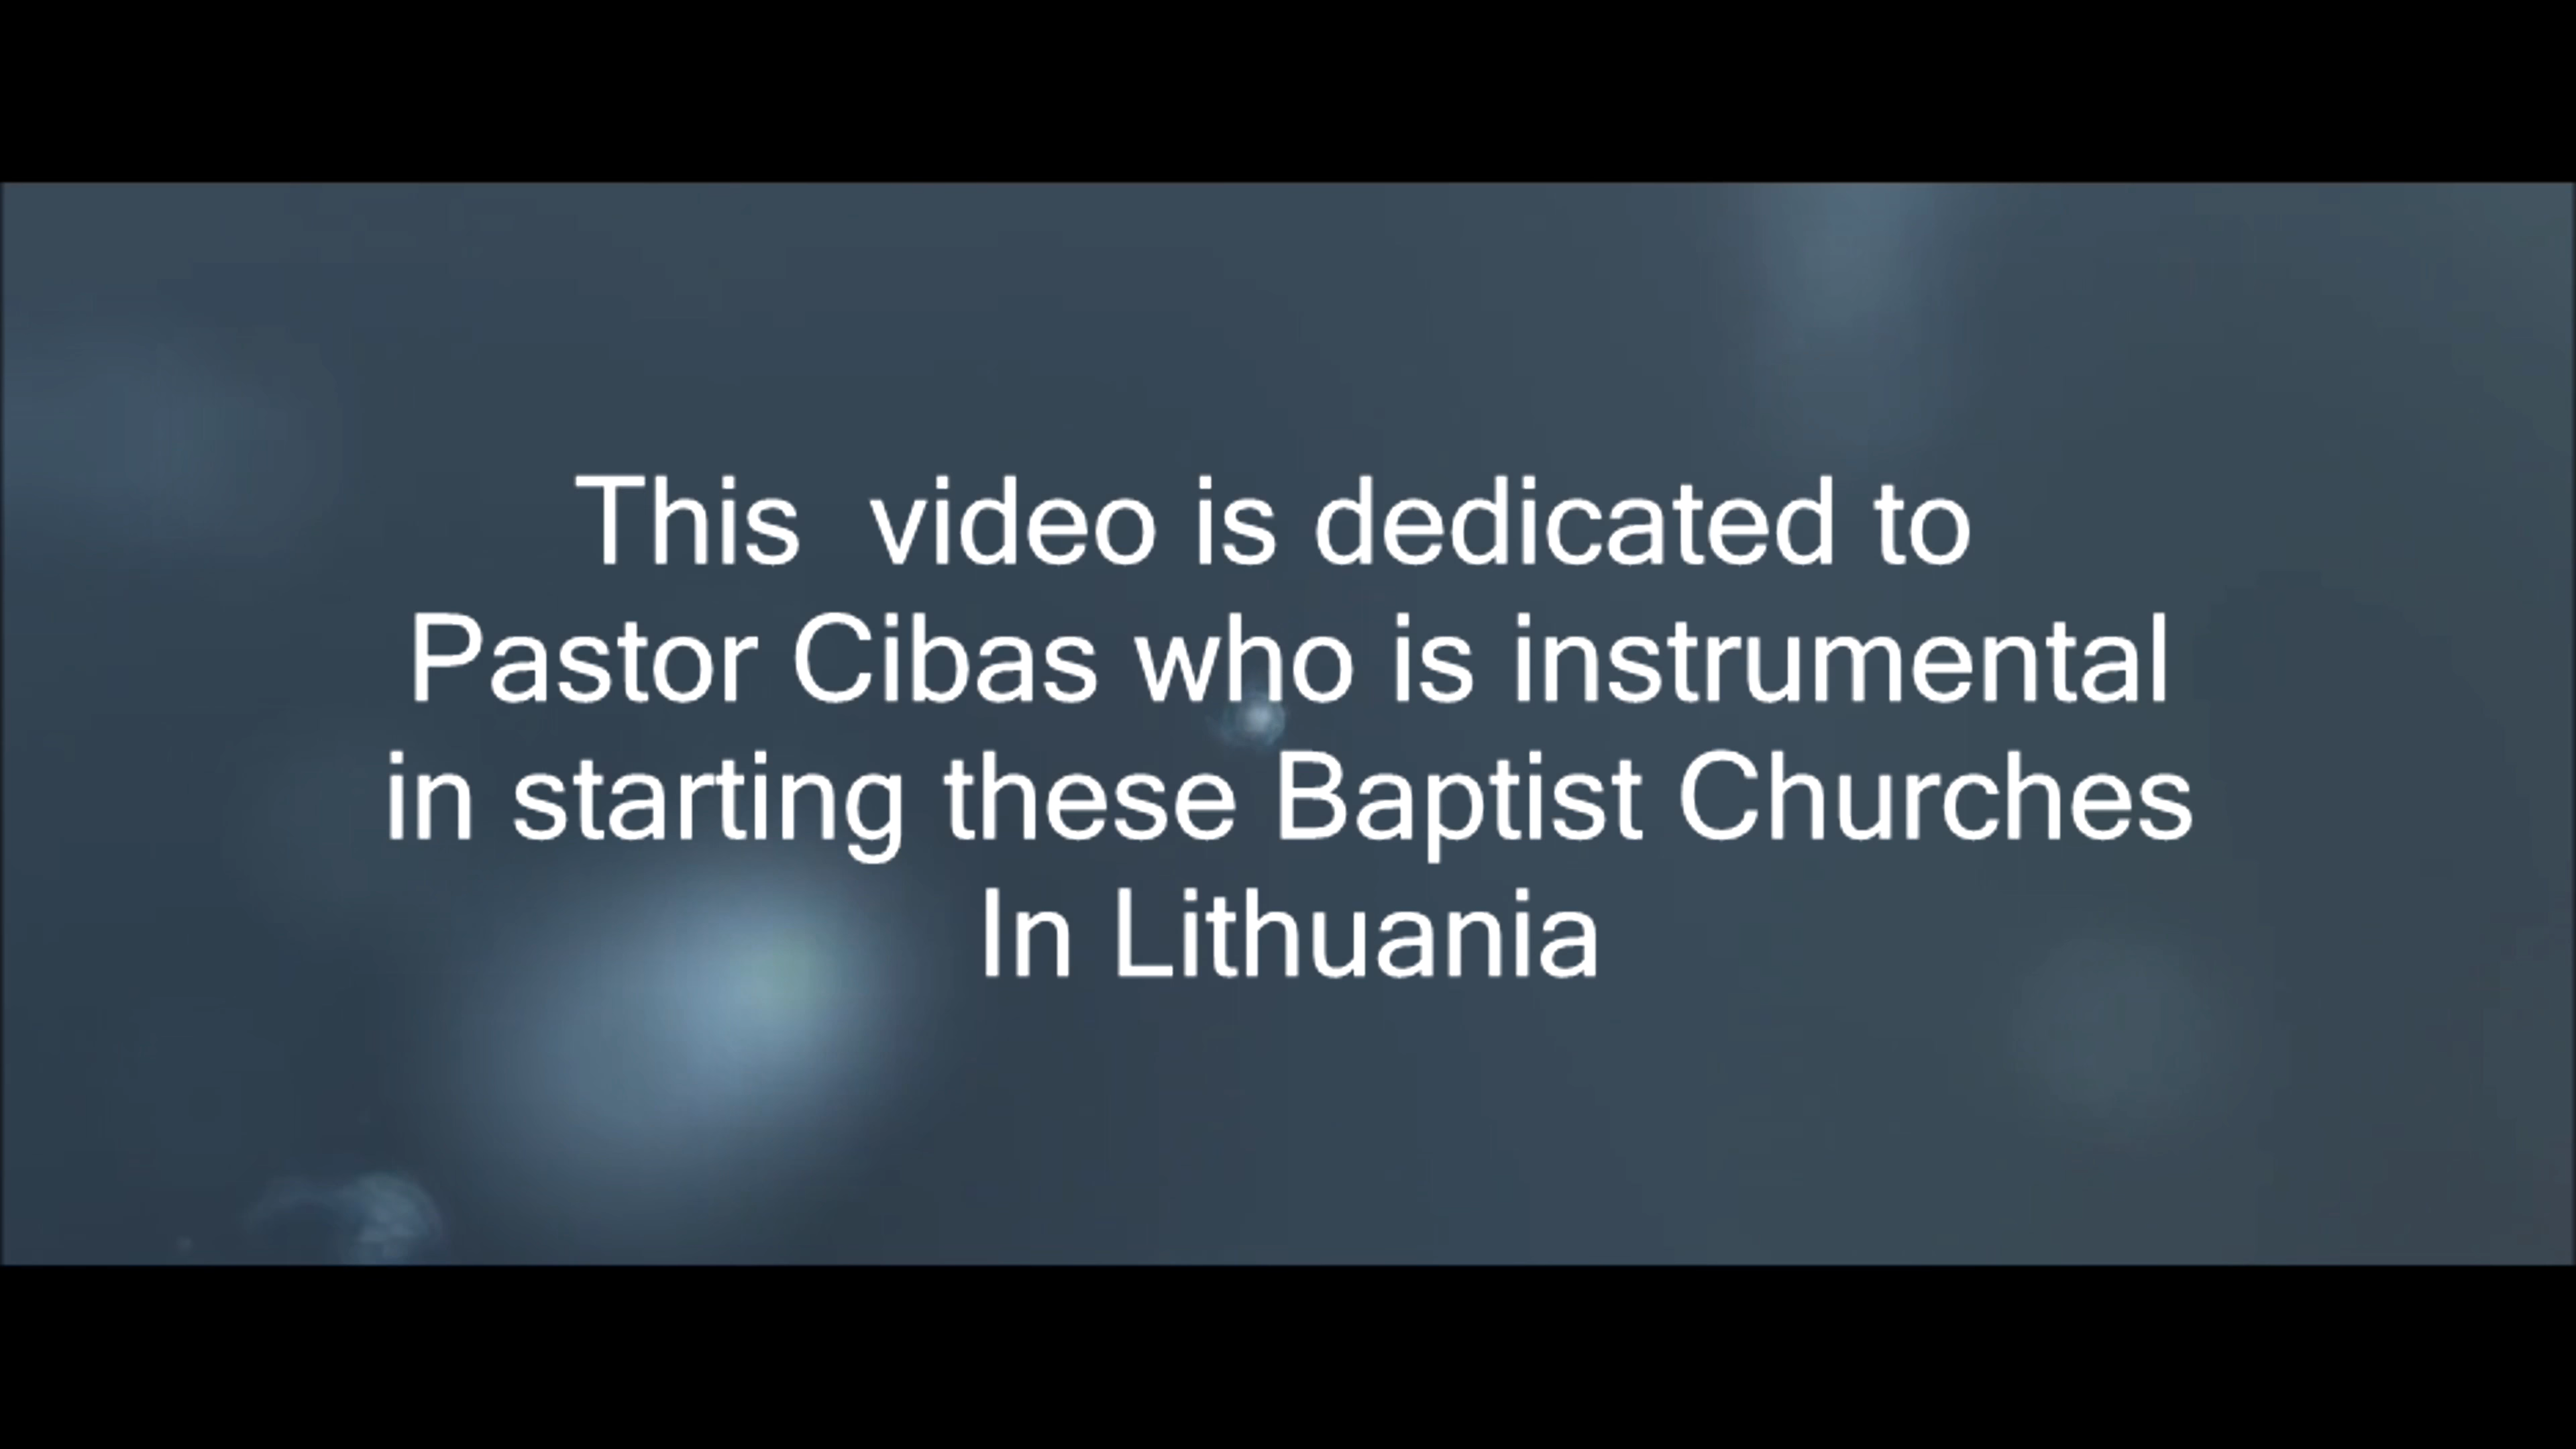 This  video is dedicated to
Pastor Cibas who is instrumental
in starting these Baptist Churches
In Lithuania